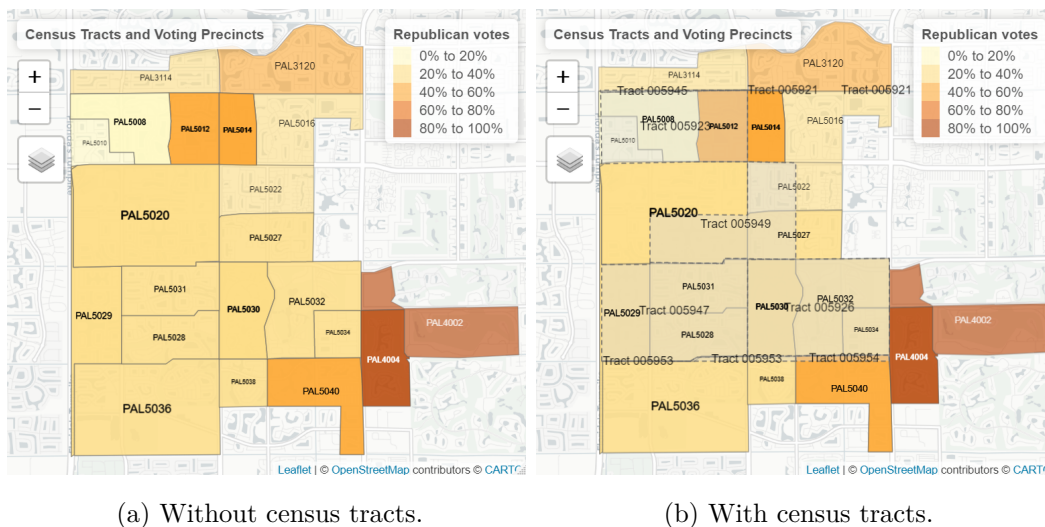 Census Tracts and Voting Precincts
+
−
Republican votes
0% to 20%
20% to 40%
40% to 60%
60% to 80%
80% to 100%
PAL3120
PAL3114
PAL5008
PAL5012
PAL5014
PAL5016
PAL5010
PAL5022
PAL5020
PAL5027
PAL5031
PAL5032
PAL5029
PAL5030
PAL5028
PAL5034
PAL4002
PAL4004
PAL5038
PAL5040
PAL5036
Leaflet | © OpenStreetMap contributors © CARTO
(a) Without census tracts.
Census Tracts and Voting Precincts
+
−
Republican votes
0% to 20%
20% to 40%
40% to 60%
60% to 80%
80% to 100%
PAL3120
PAL3114
Tract 005945
Tract 005921
Tract 005921
PAL5008
Tract 005923
PAL5012
PAL5014
PAL5016
PAL5010
PAL5022
PAL5020
Tract 005949
PAL5027
PAL5031
PAL5032
PAL5029
Tract 005947
PAL5030
Tract 005926
PAL5028
PAL5034
PAL4002
Tract 005953
Tract 005953
Tract 005954
PAL4004
PAL5038
PAL5040
PAL5036
Leaflet | © OpenStreetMap contributors © CARTO
(b) With census tracts.